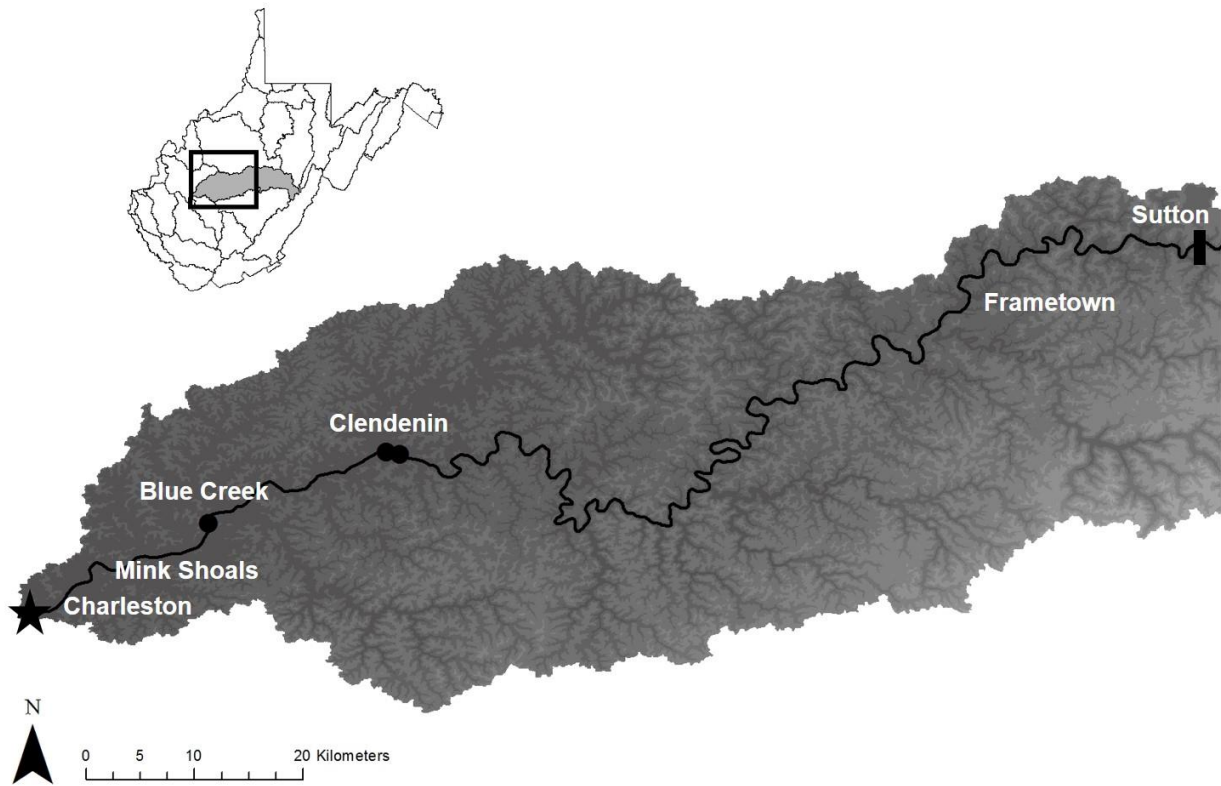 Sutton
Frametown
Clendenin
Blue Creek
Mink Shoals
Charleston
N
0 5 10 20 Kilometers